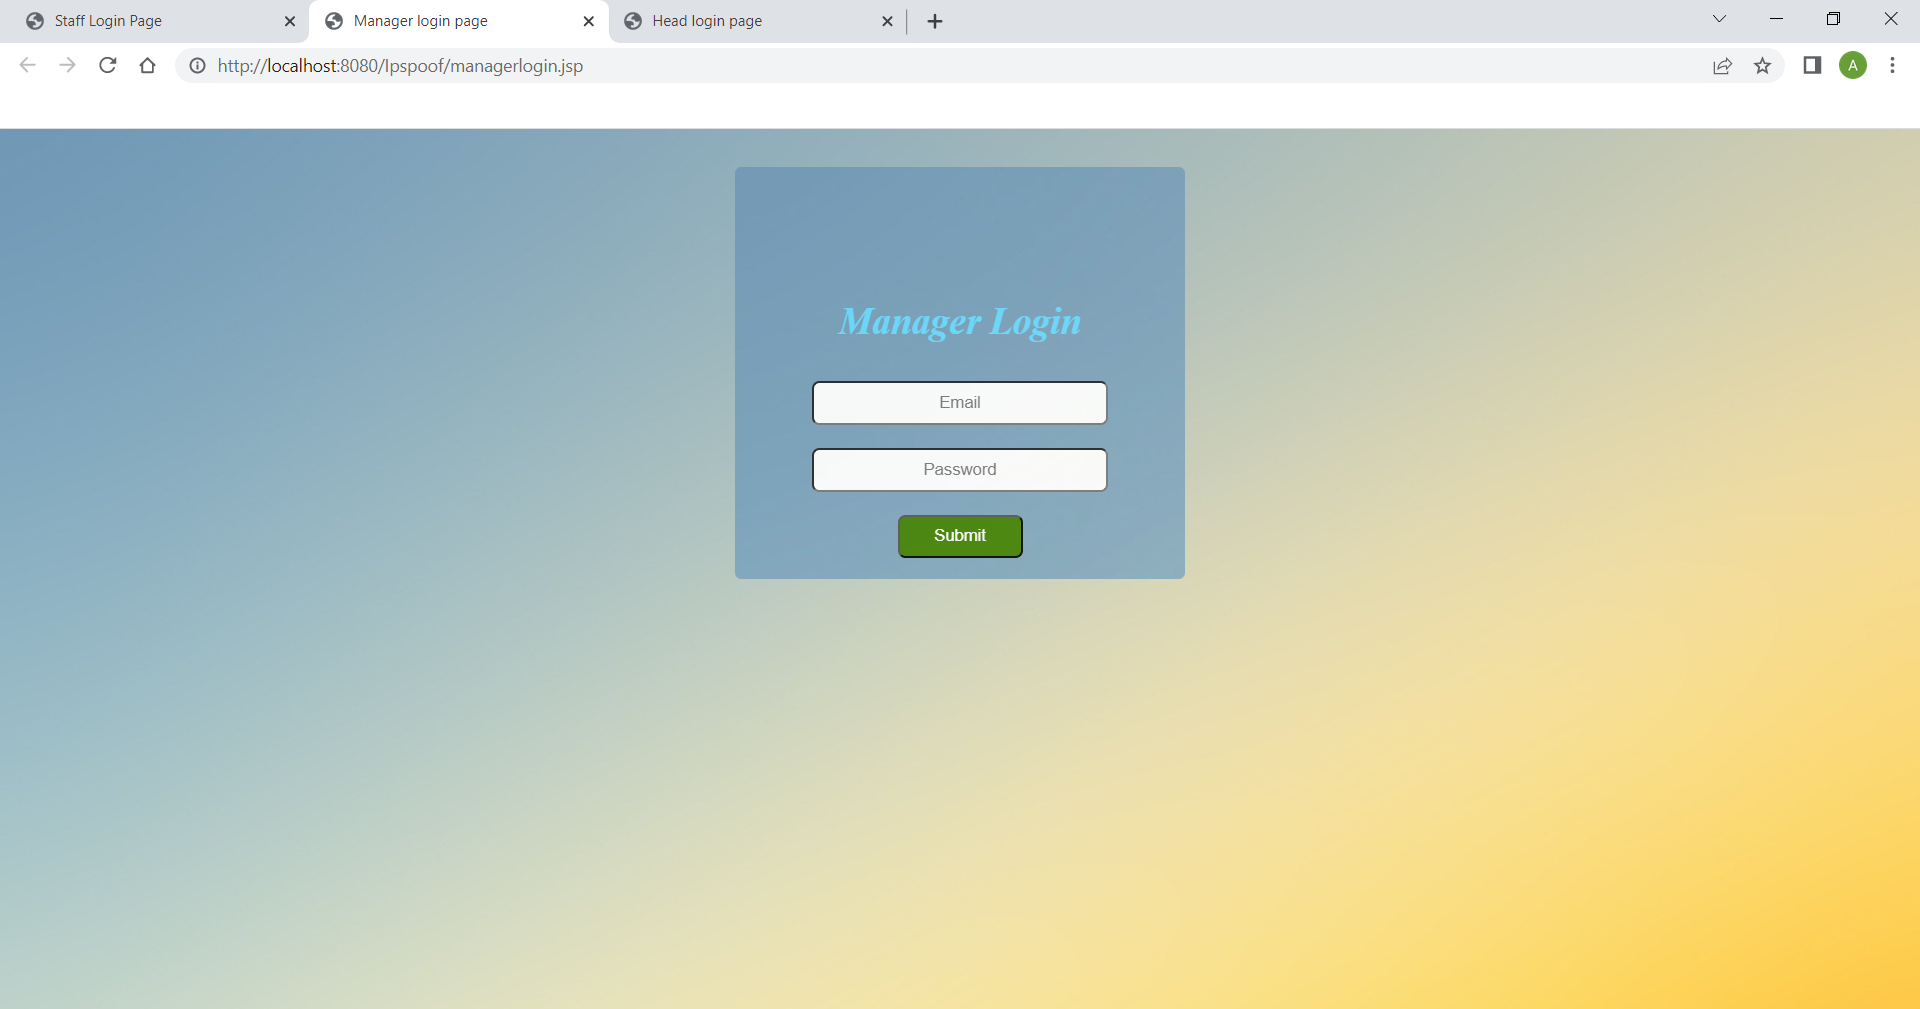 Staff Login Page
Manager login page
Head login page
http://localhost:8080/Ipspoof/managerlogin.jsp
A
Manager Login
Email
Password
Submit